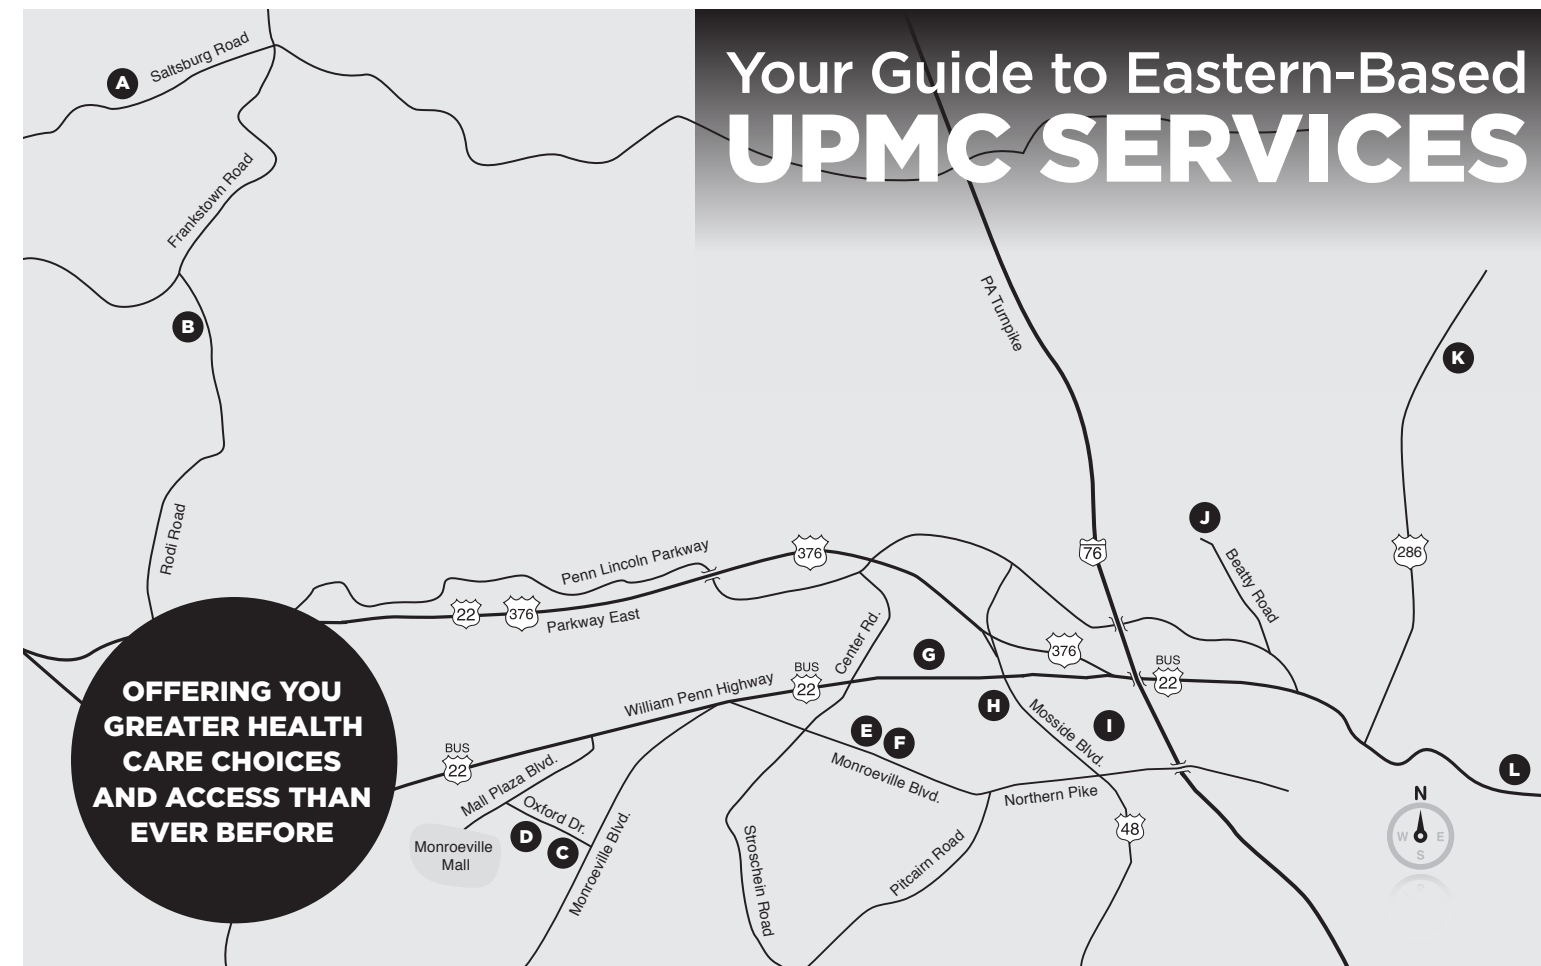 Your Guide to Eastern-Based
UPMC SERVICES
A
Saltsburg Road
Frankstown Road
B
Rodi Road
PA Turnpike
K
J
Beatty Road
76
286
Penn Lincoln Parkway
376
22
376
Parkway East
Center Rd.
G
376
BUS
22
BUS
22
William Penn Highway
H
Mosside Blvd.
I
E
F
Monroeville Blvd.
Northern Pike
L
BUS
22
Mall Plaza Blvd.
Oxford Dr.
D
C
Monroeville
Mall
Monroeville Blvd.
Stroschein Road
Pitcairn Road
48
N
W
E
S
OFFERING YOU
GREATER HEALTH
CARE CHOICES
AND ACCESS THAN
EVER BEFORE